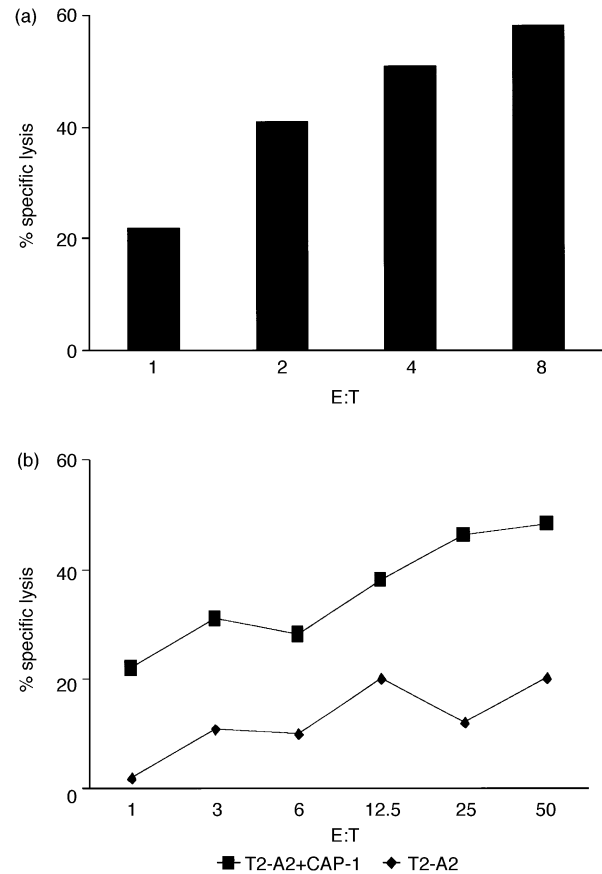 (a)
60
40
20
0
% specific lysis
1 2 4 8
E:T
(b)
60
40
20
0
% specific lysis
1 3 6 12.5 25 50
E:T
T2-A2+CAP-1 T2-A2